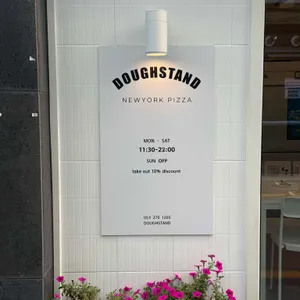 DOUGHSTAND
NEWYORK PIZZA
MON - SAT
11:30-22:00
SUN OFF
take out 10% discount
DOUGHSTAND